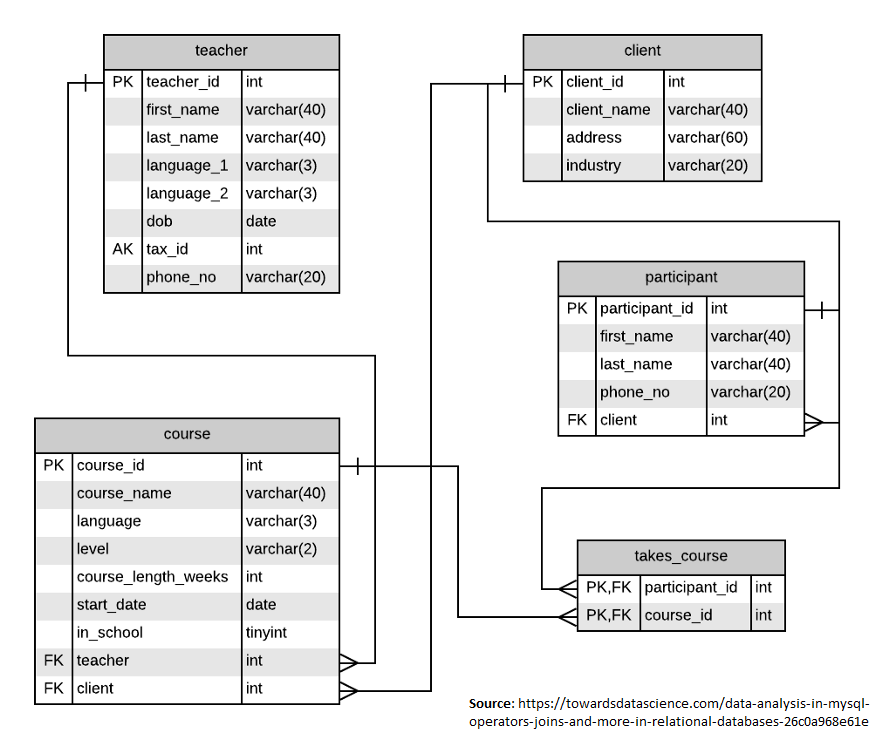 teacher
PK teacher_id int
first_name varchar(40)
last_name varchar(40)
language_1 varchar(3)
language_2 varchar(3)
dob date
AK tax_id int
phone_no varchar(20)
client
PK client_id int
client_name varchar(40)
address varchar(60)
industry varchar(20)
participant
PK participant_id int
first_name varchar(40)
last_name varchar(40)
phone_no varchar(20)
FK client int
course
PK course_id int
course_name varchar(40)
language varchar(3)
level varchar(2)
course_length_weeks int
start_date date
in_school tinyint
FK teacher int
FK client int
takes_course
PK,FK participant_id int
PK,FK course_id int
Source: https://towardsdatascience.com/data-analysis-in-mysql-
operators-joins-and-more-in-relational-databases-26c0a968e61e